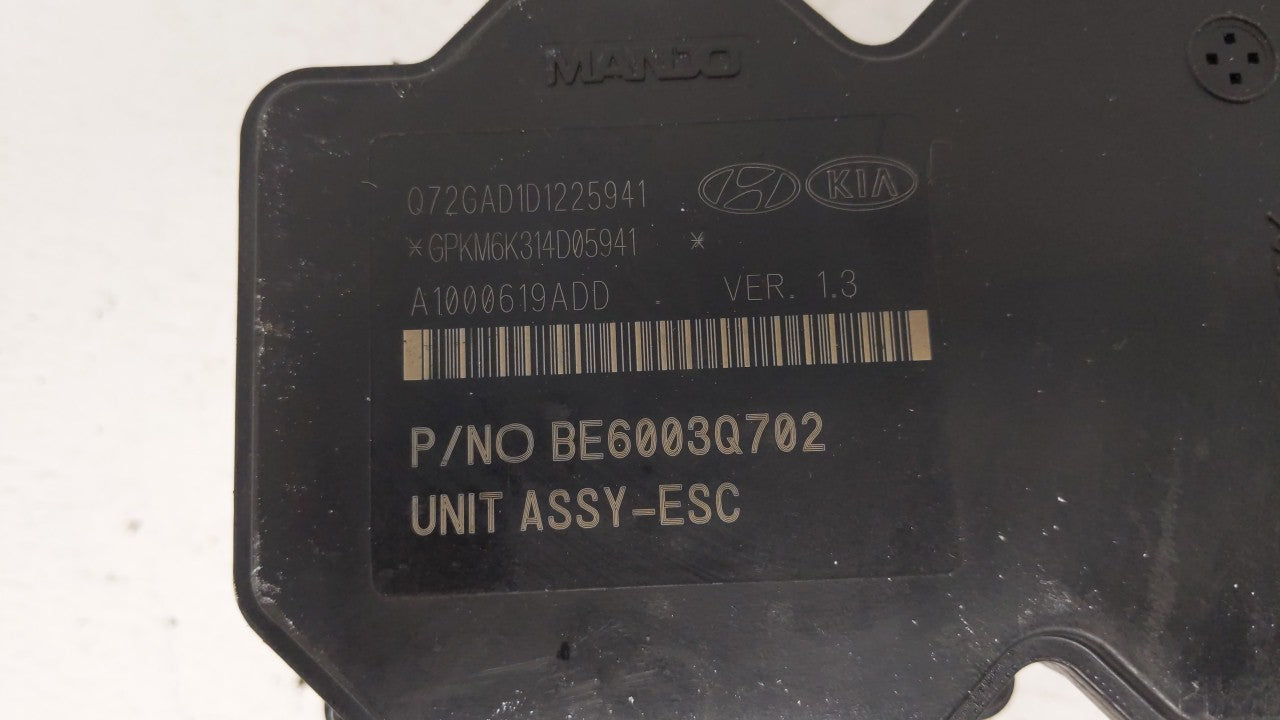 MANDO
Q72GAD1D1225941
KIA
*GPKM6K314D05941 *
A1000619ADD . VER. 1.3
P/NO BE6003Q702
UNIT ASSY-ESC